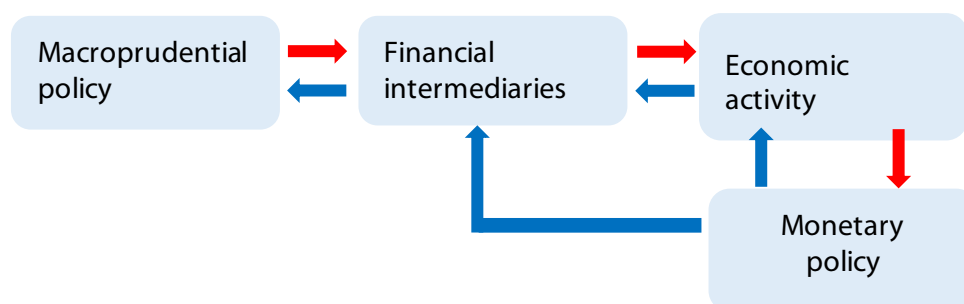 Macroprudential
policy
Financial
intermediaries
Economic
activity
Monetary
policy